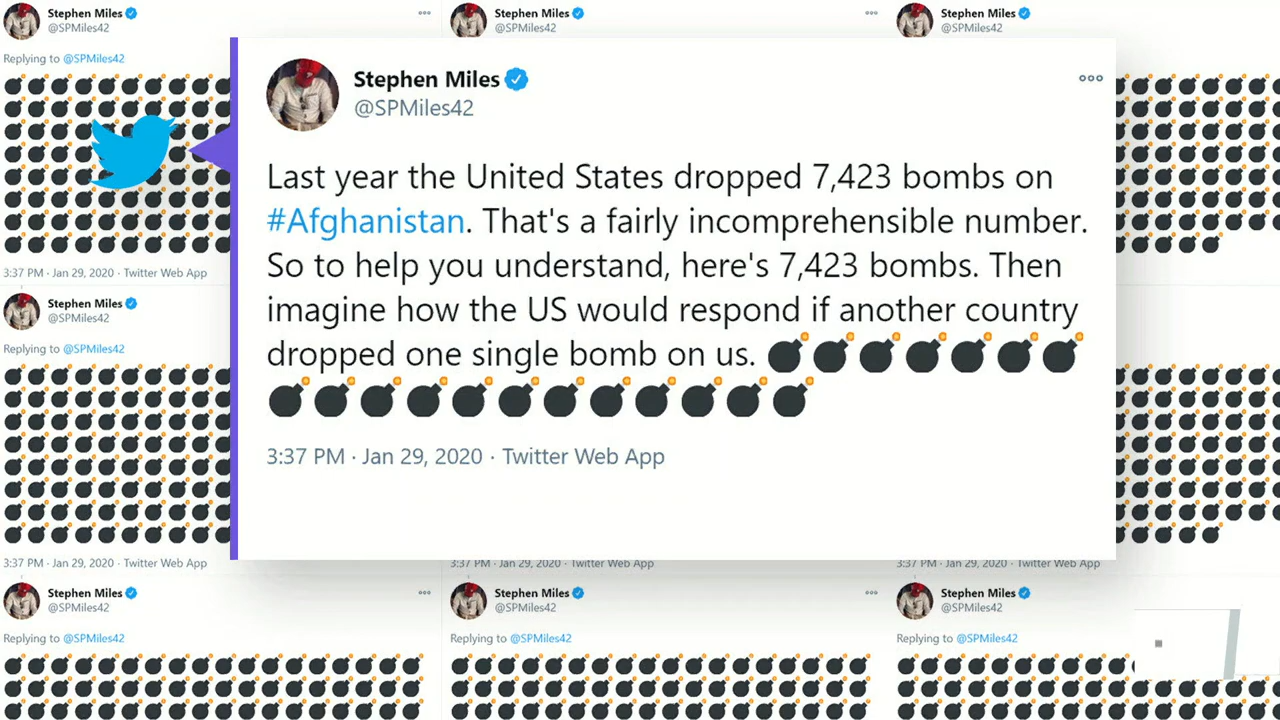 Stephen Miles
@SPMiles42
Replying to @SPMiles42
3:37 PM · Jan 29, 2020 · Twitter Web App
Stephen Miles
@SPMiles42
Replying to @SPMiles42
3:37 PM · Jan 29, 2020 · Twitter Web App
Stephen Miles
@SPMiles42
Replying to @SPMiles42
Stephen Miles
@SPMiles42
Stephen Miles
@SPMiles42
Last year the United States dropped 7,423 bombs on
#Afghanistan. That's a fairly incomprehensible number.
So to help you understand, here's 7,423 bombs. Then
imagine how the US would respond if another country
dropped one single bomb on us. 💣💣💣💣💣💣💣
💣💣💣💣💣💣💣💣💣💣💣💣
3:37 PM · Jan 29, 2020 · Twitter Web App
3:37 PM · Jan 29, 2020 · Twitter Web App
Stephen Miles
@SPMiles42
Replying to @SPMiles42
Stephen Miles
@SPMiles42
3:37 PM · Jan 29, 2020 · Twitter Web App
Stephen Miles
@SPMiles42
Replying to @SPMiles42